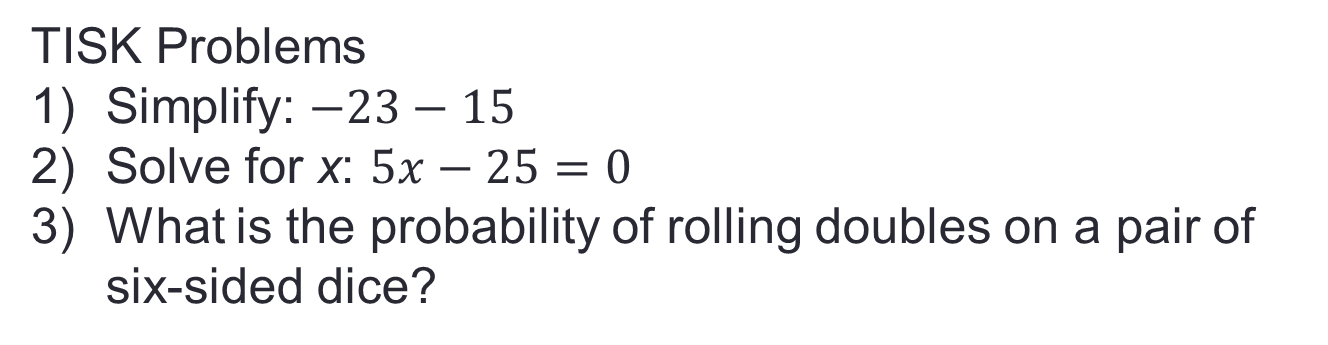 TISK Problems
1) Simplify: −23 − 15
2) Solve for x: 5x − 25 = 0
3) What is the probability of rolling doubles on a pair of
six-sided dice?